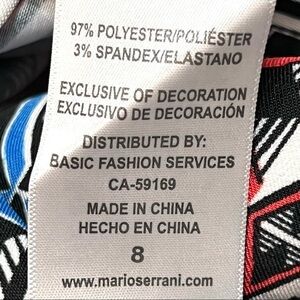 97% POLYESTER/POLIÉSTER
3% SPANDEX/ELASTANO
EXCLUSIVE OF DECORATION
EXCLUSIVO DE DECORACIÓN
DISTRIBUTED BY:
BASIC FASHION SERVICES
CA-59169
MADE IN CHINA
HECHO EN CHINA
8
www.marioserrani.com